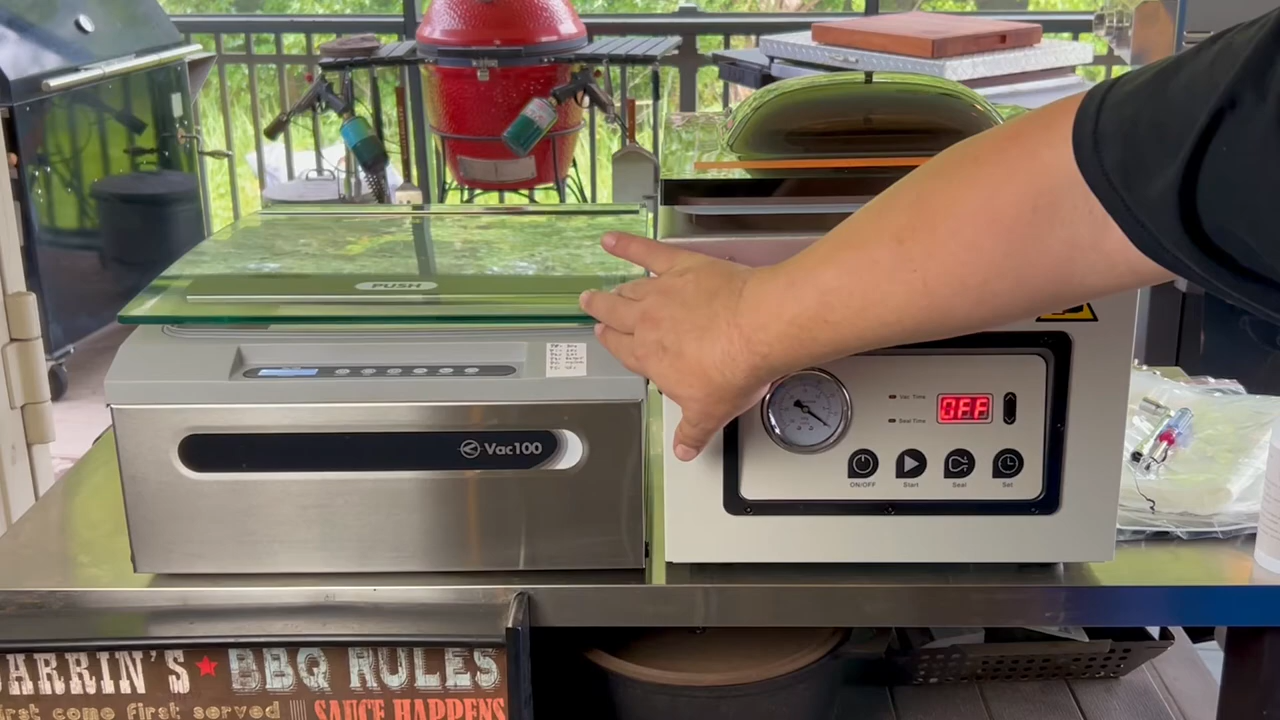 PUSH
Vac100
Vac Time
Seal Time
OFF
ON/OFF
Start
Seal
Set
ARRIN'S BBQ RULES
first come first served
SAUCE HAPPENS